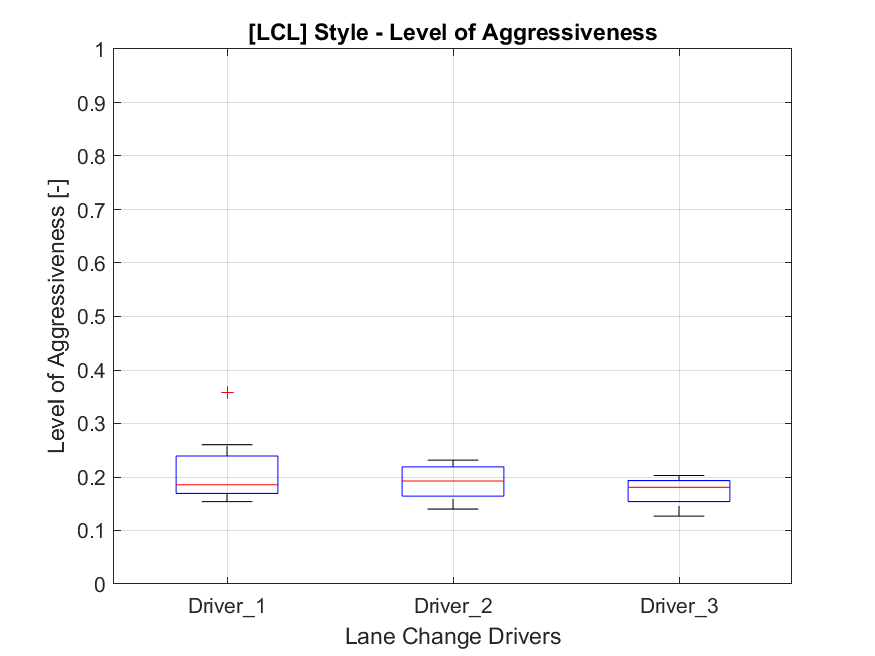 [LCL] Style - Level of Aggressiveness
1
0.9
0.8
0.7
0.6
0.5
0.4
0.3
0.2
0.1
0
Level of Aggressiveness [-]
Driver_1 Driver_2 Driver_3
Lane Change Drivers